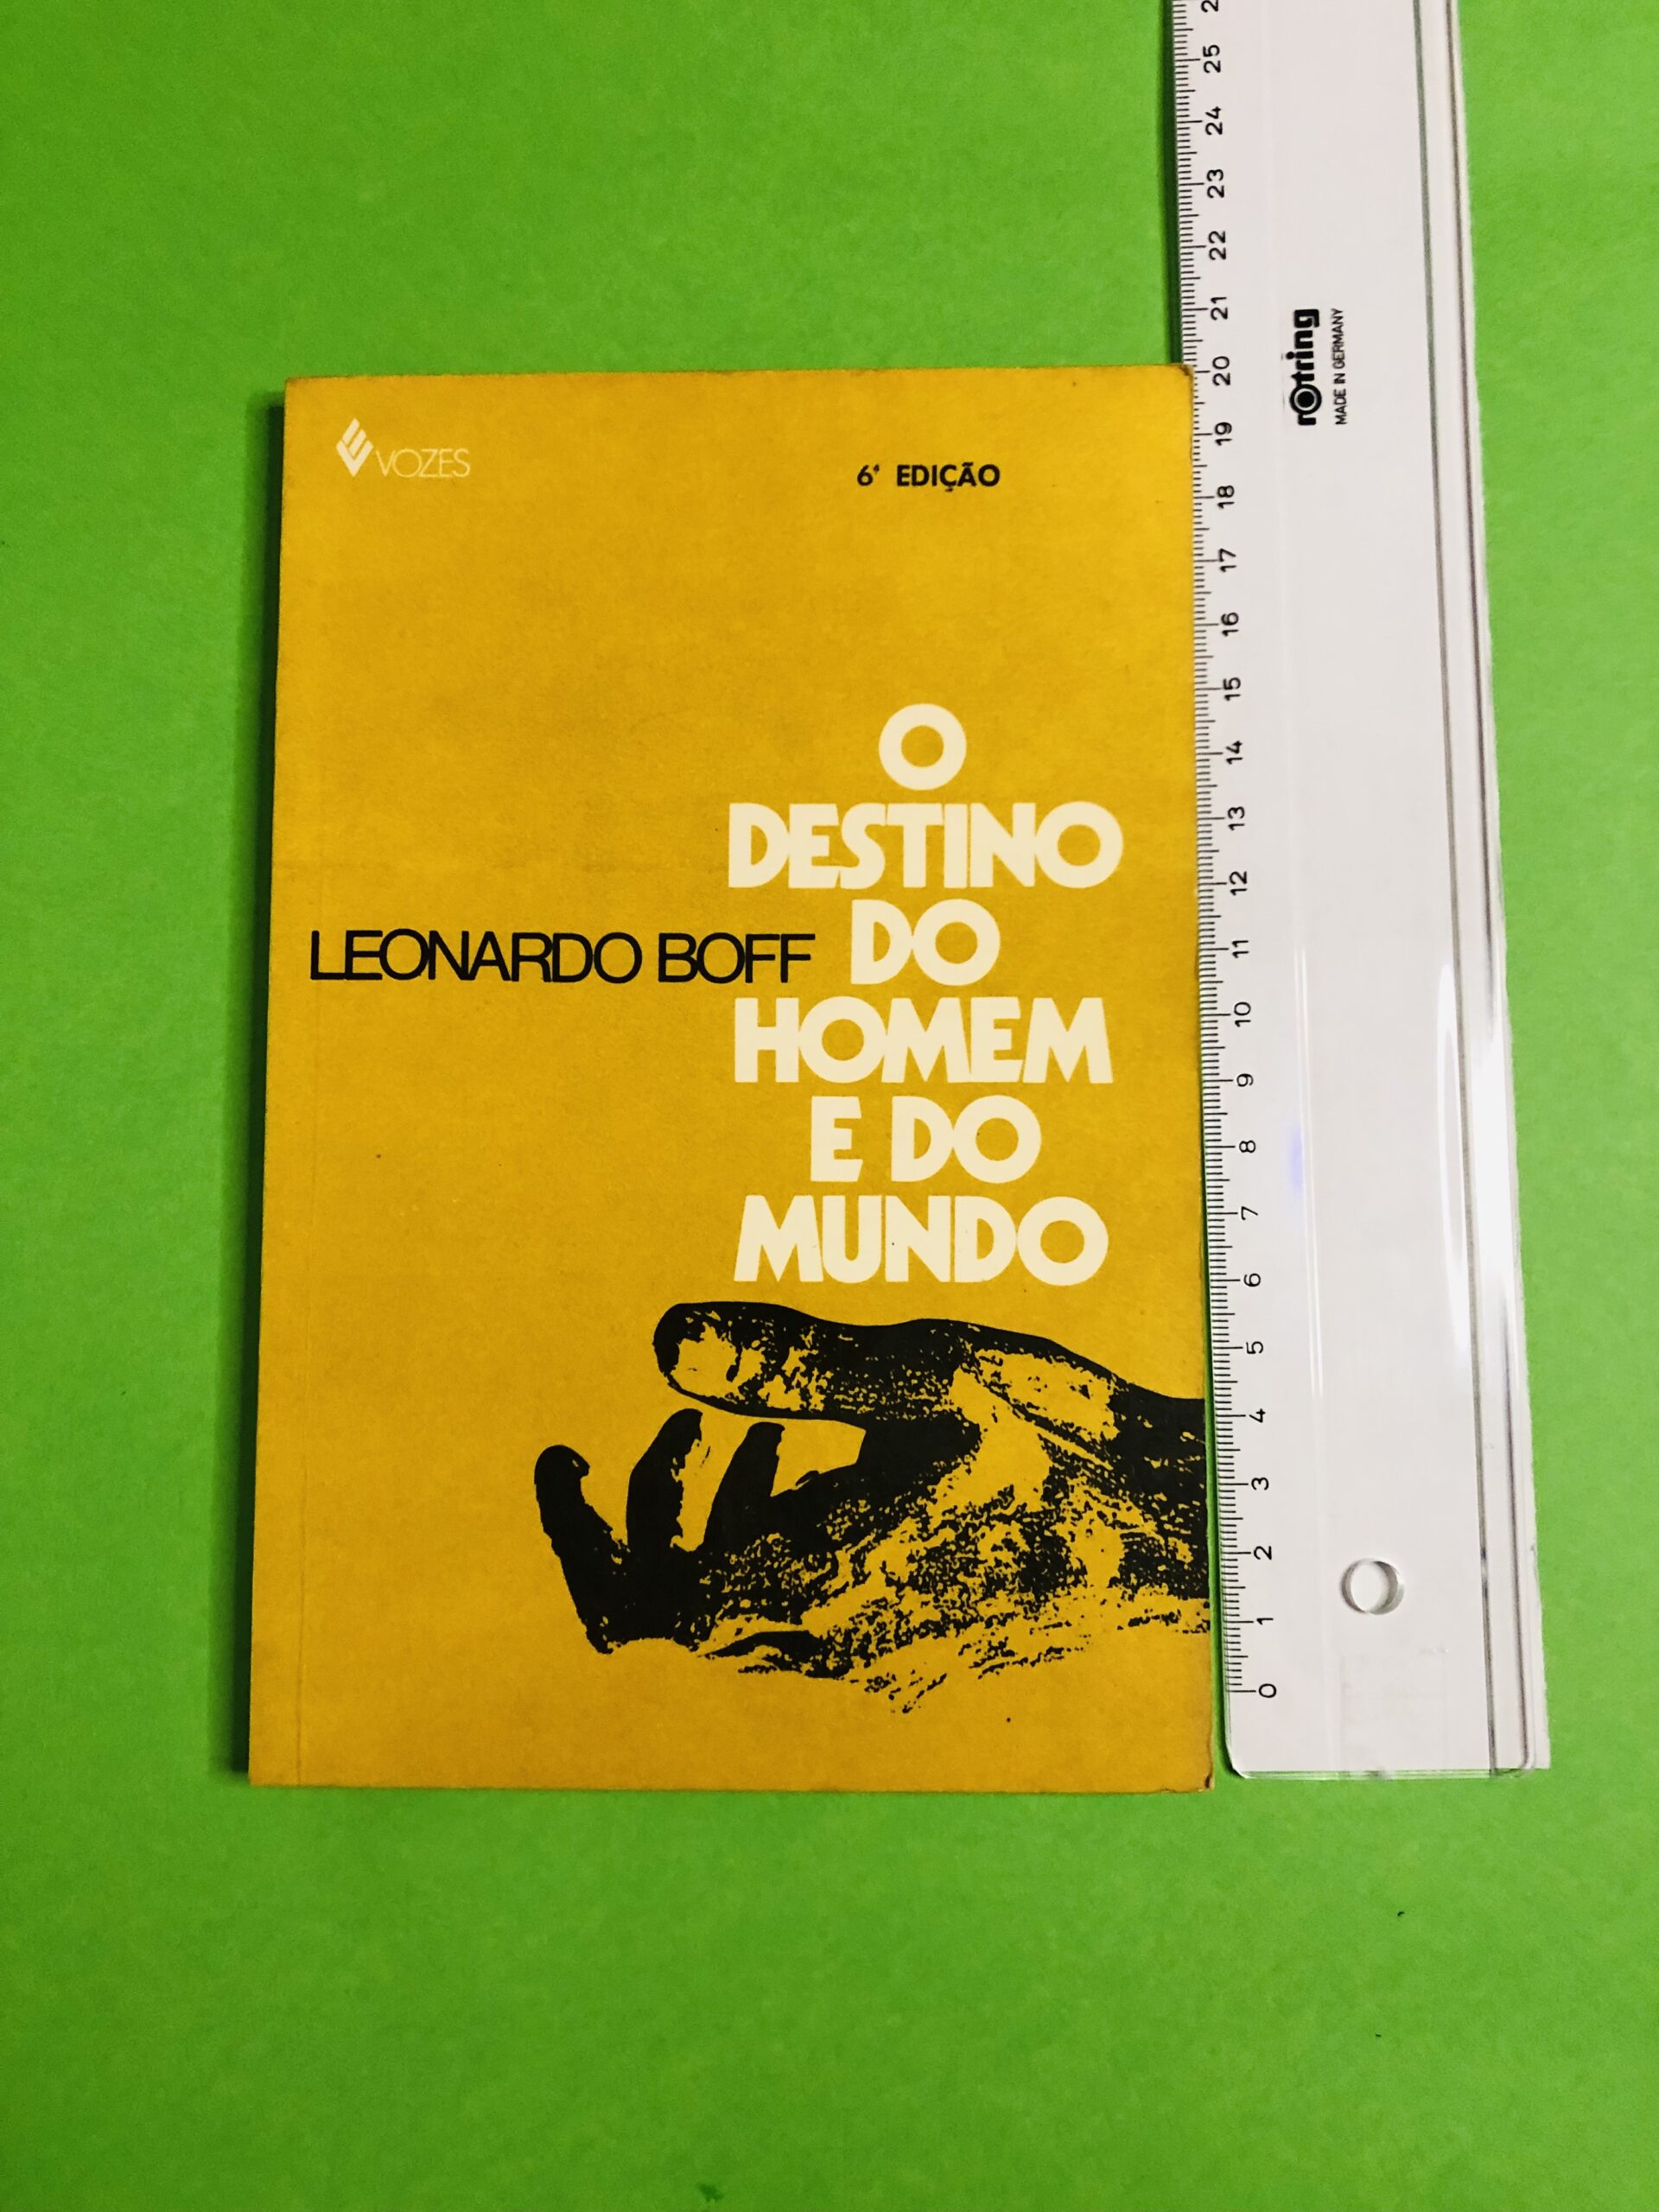 VOZES
6ª EDIÇÃO
O
DESTINO
DO
HOMEM
E DO
MUNDO
LEONARDO BOFF
rotring
MADE IN GERMANY
25
24
23
22
21
20
19
18
17
16
15
14
13
12
11
10
9
8
7
6
5
4
3
2
1
0